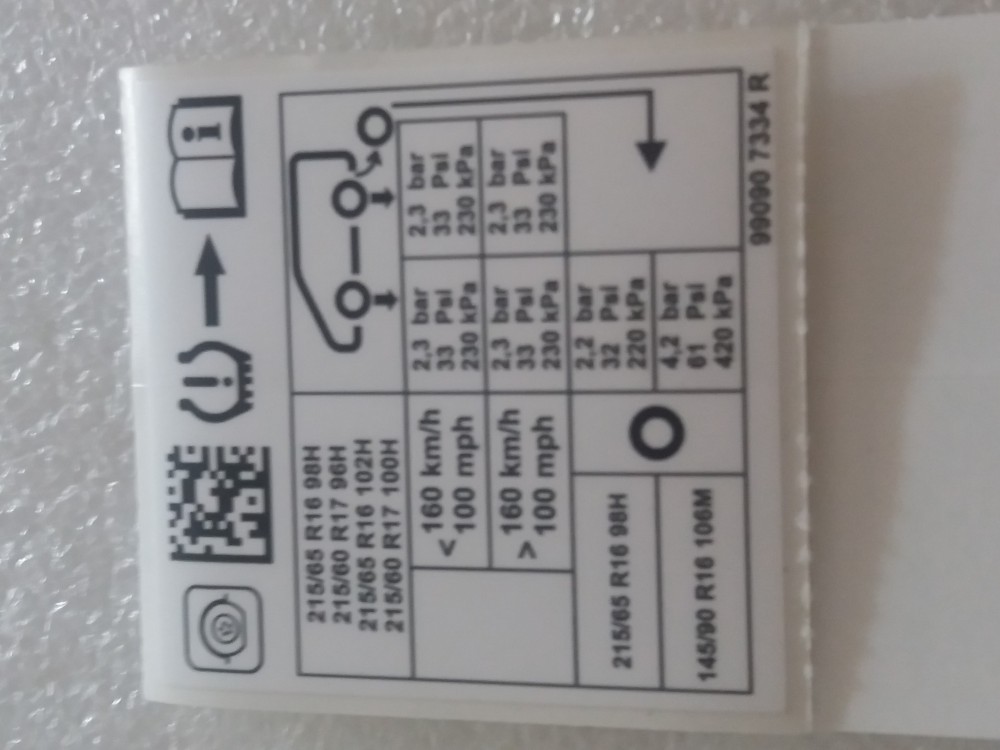 215/65 R16 98H
215/60 R17 96H
215/65 R16 102H
215/60 R17 100H
< 160 km/h
100 mph
2,3 bar
33 Psi
230 kPa
2,3 bar
33 Psi
230 kPa
> 160 km/h
100 mph
2,3 bar
33 Psi
230 kPa
2,3 bar
33 Psi
230 kPa
215/65 R16 98H
2,2 bar
32 Psi
220 kPa
145/90 R16 106M
4,2 bar
61 Psi
420 kPa
99090 7334 R